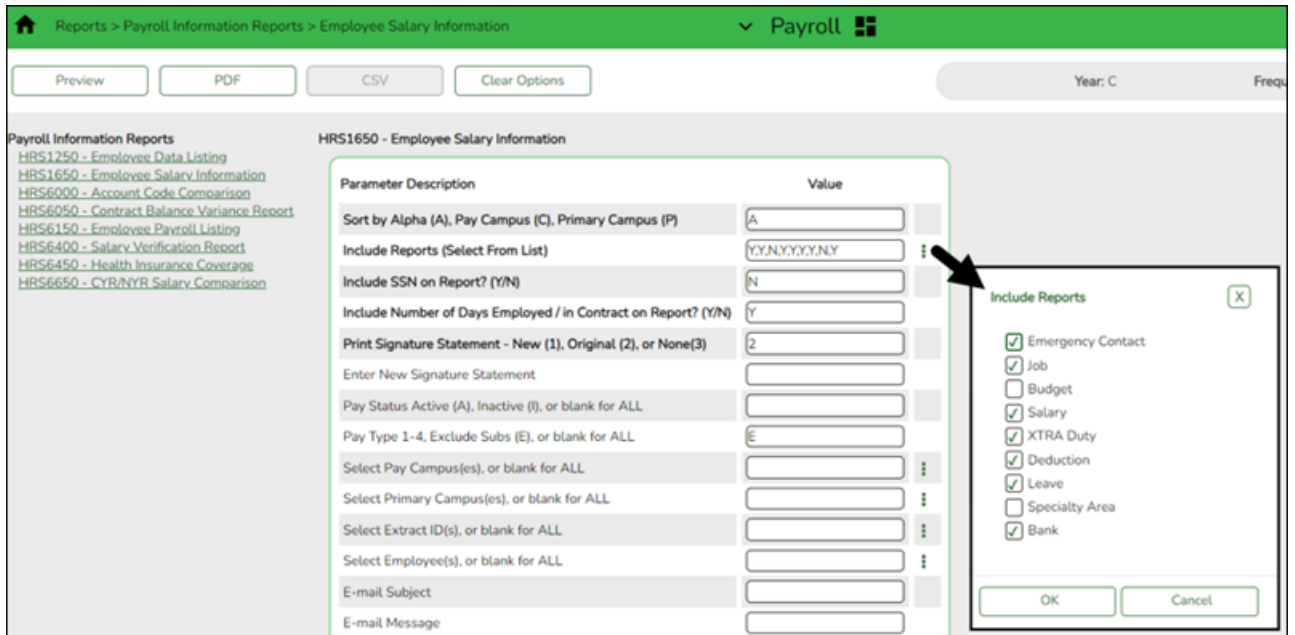 Reports > Payroll Information Reports > Employee Salary Information
Payroll
Preview
PDF
CSV
Clear Options
Year: C
Frequ
Payroll Information Reports
HRS1250 - Employee Data Listing
HRS1650 - Employee Salary Information
HRS6000 - Account Code Comparison
HRS6050 - Contract Balance Variance Report
HRS6150 - Employee Payroll Listing
HRS6400 - Salary Verification Report
HRS6450 - Health Insurance Coverage
HRS6650 - CYR/NYR Salary Comparison
HRS1650 - Employee Salary Information
Parameter Description Value
Sort by Alpha (A), Pay Campus (C), Primary Campus (P) A
Include Reports (Select From List) Y,Y,N,Y,Y,Y,Y,N,Y
Include SSN on Report? (Y/N) N
Include Number of Days Employed / in Contract on Report? (Y/N) Y
Print Signature Statement - New (1), Original (2), or None(3) 2
Enter New Signature Statement
Pay Status Active (A), Inactive (I), or blank for ALL
Pay Type 1-4, Exclude Subs (E), or blank for ALL E
Select Pay Campus(es), or blank for ALL
Select Primary Campus(es), or blank for ALL
Select Extract ID(s), or blank for ALL
Select Employee(s), or blank for ALL
E-mail Subject
E-mail Message
Include Reports X
Emergency Contact
Job
Budget
Salary
XTRA Duty
Deduction
Leave
Specialty Area
Bank
OK
Cancel